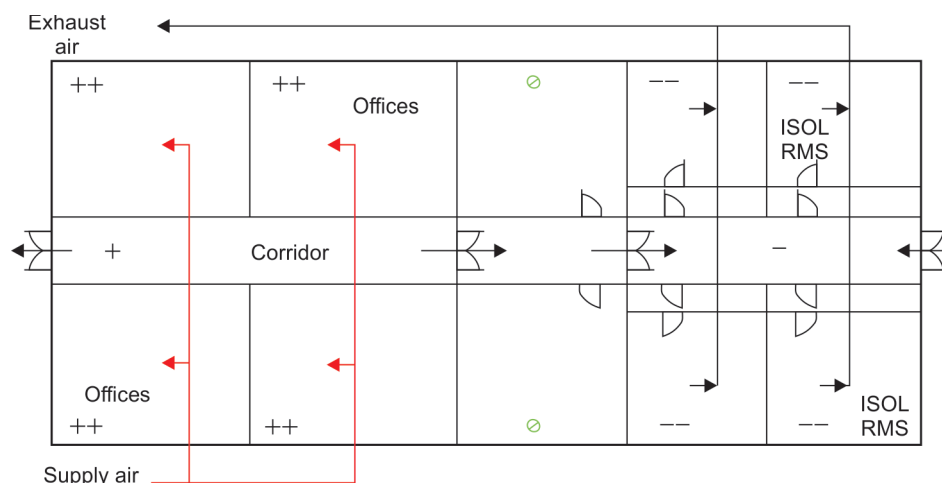 Exhaust
air
++
++
Offices
−−
−−
ISOL
RMS
+
Corridor
−
Offices
++
++
−−
−−
ISOL
RMS
Supply air